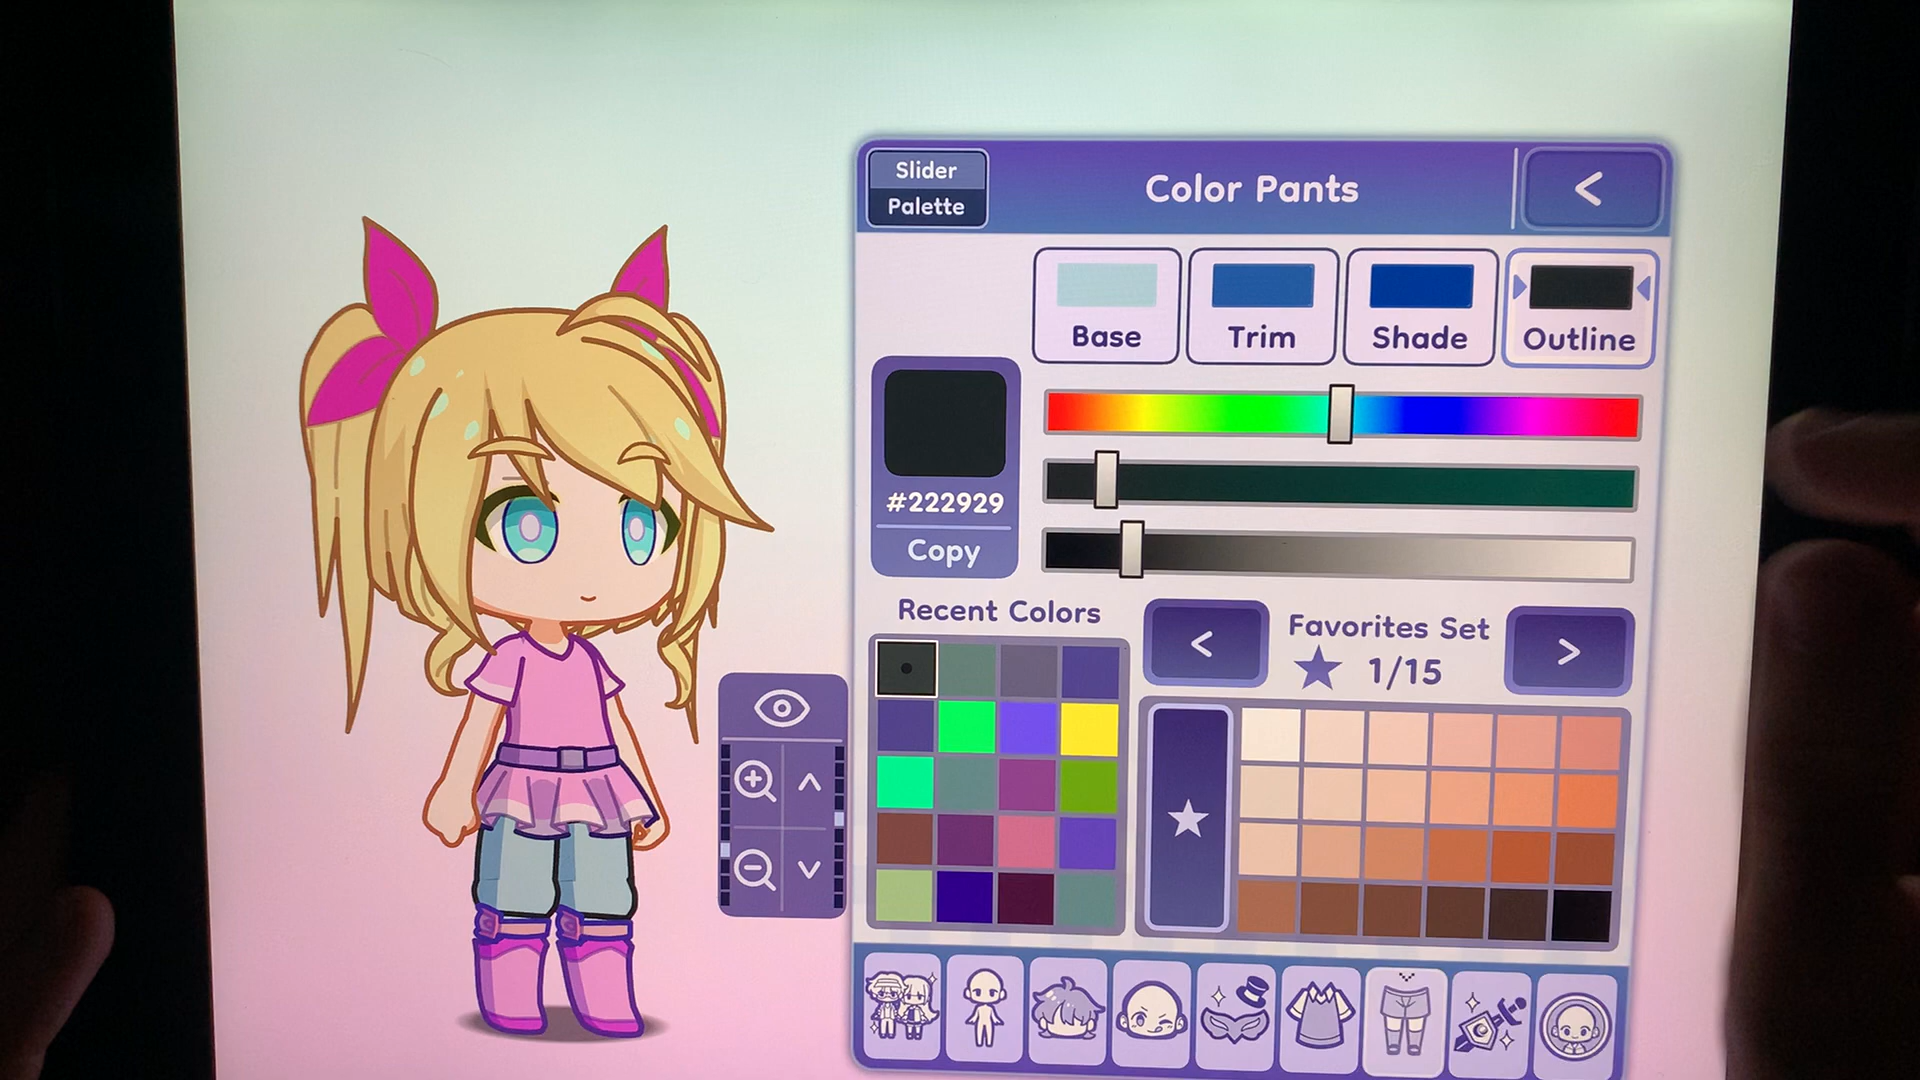 Slider
Palette
Color Pants
<
Base
Trim
Shade
Outline
#222929
Copy
Recent Colors
<
Favorites Set
1/15
>